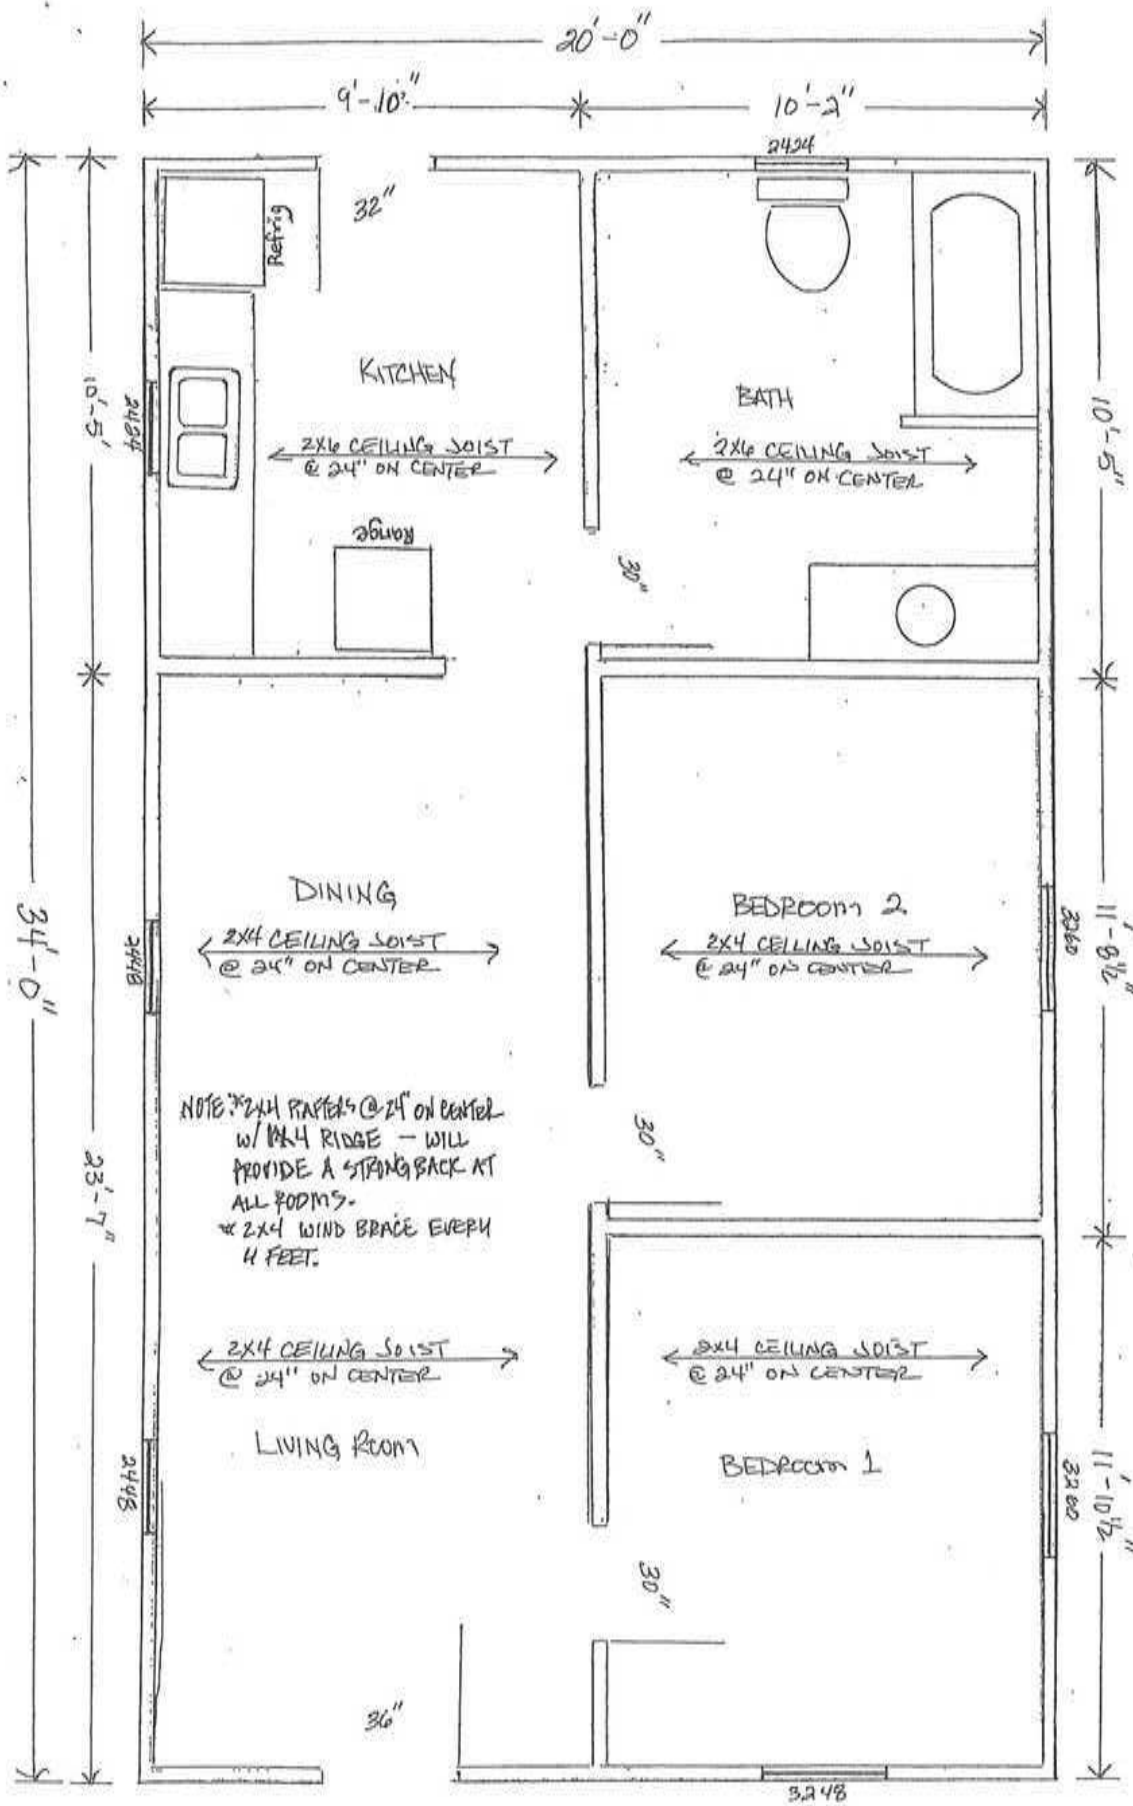 20'-0"
9'-10"
10'-2"
2424
32"
Refrig
KITCHEN
2X6 CEILING JOIST
@ 24" ON CENTER
Range
BATH
2X6 CEILING JOIST
@ 24" ON CENTER
30"
10'-5"
2424
10'-5"
34'-0"
DINING
2X4 CEILING JOIST
@ 24" ON CENTER
2448
BEDROOM 2
2X4 CEILING JOIST
@ 24" ON CENTER
11'-8½"
NOTE: *2X4 RAFTERS @ 24" ON CENTER
W/ RIDGE - WILL
PROVIDE A STRONGBACK AT
ALL ROOMS.
* 2X4 WIND BRACE EVERY
4 FEET.
30"
23'-7"
2X4 CEILING JOIST
@ 24" ON CENTER
LIVING ROOM
2448
2X4 CEILING JOIST
@ 24" ON CENTER
BEDROOM 1
3260
11'-10½"
30"
36"
3248